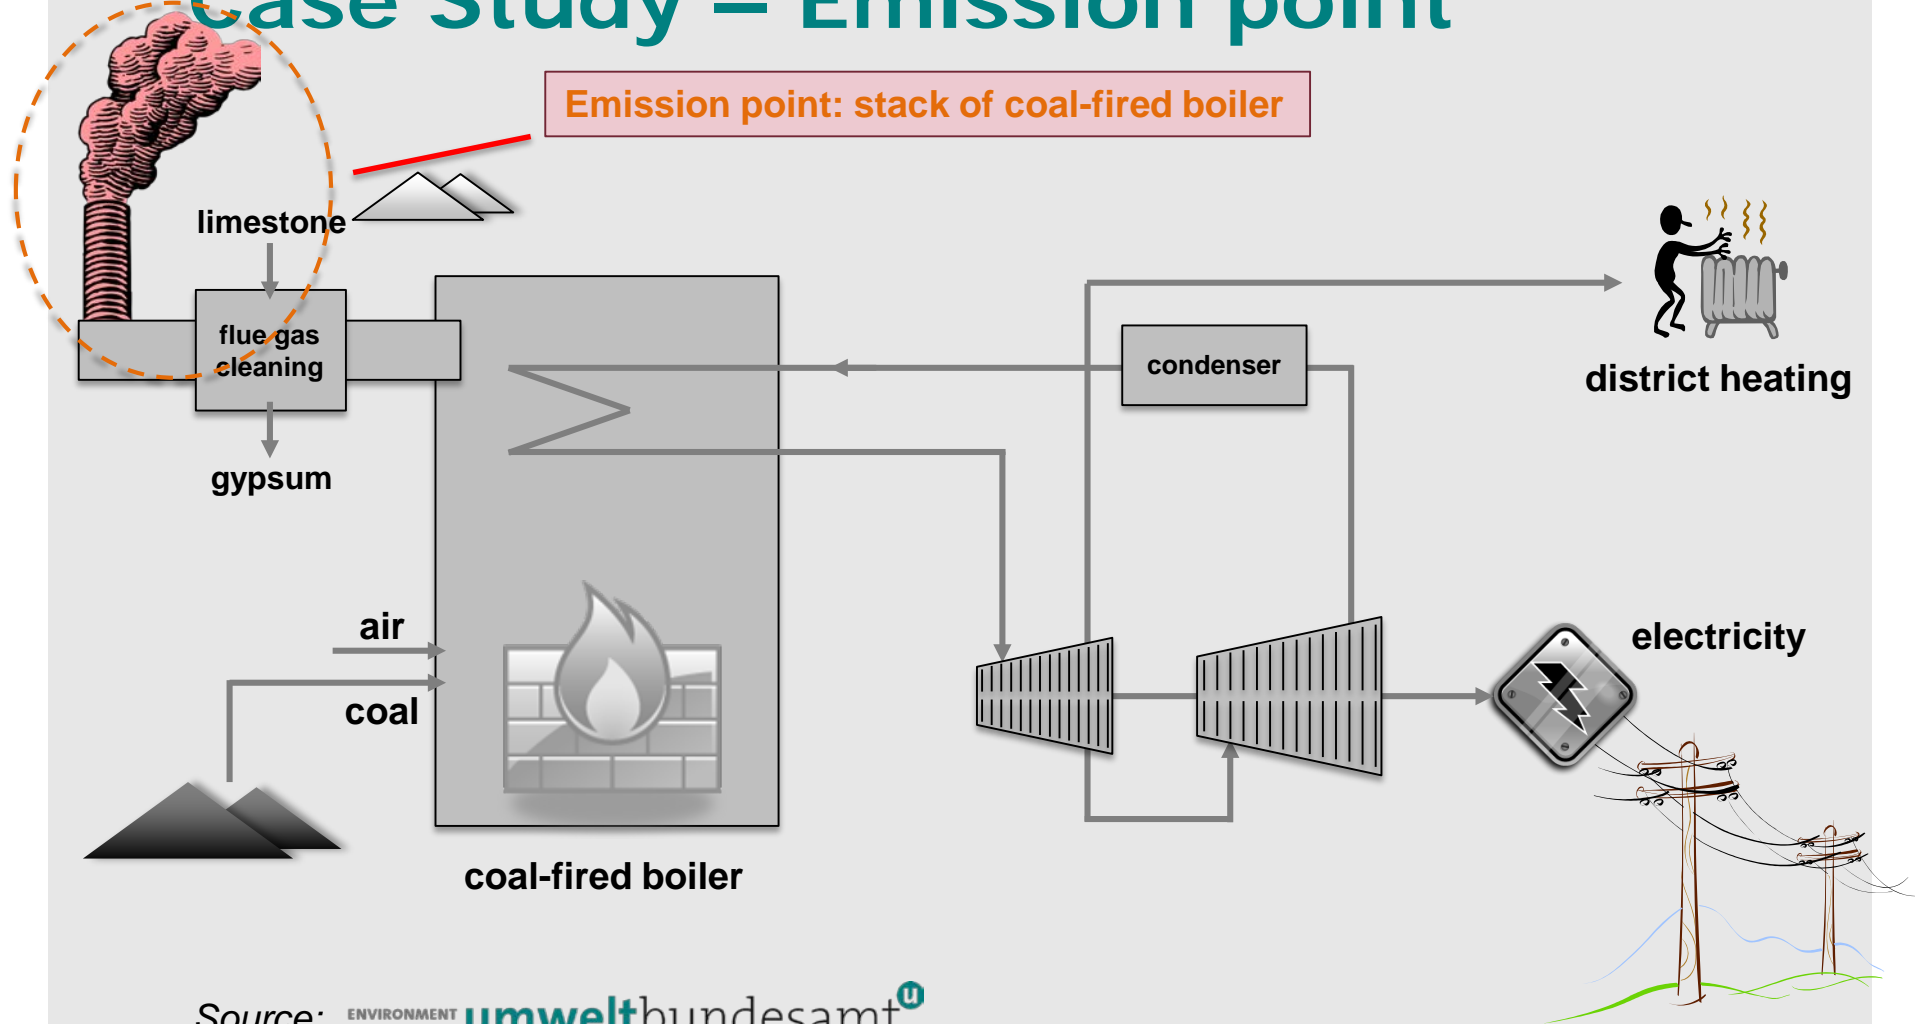 Case Study – Emission point
Emission point: stack of coal-fired boiler
limestone
flue gas
cleaning
gypsum
condenser
district heating
air
coal
electricity
coal-fired boiler
Source: ENVIRONMENT umweltbundesamt u